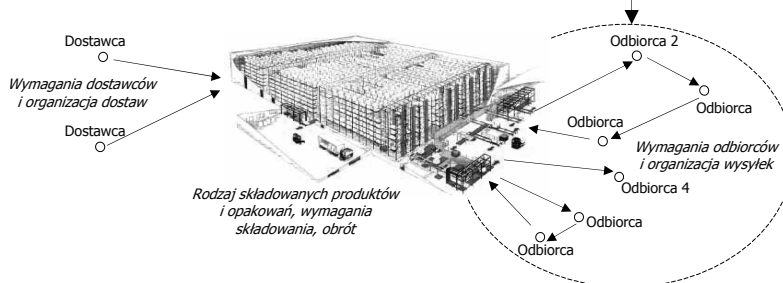 Dostawca
Wymagania dostawców
i organizacja dostaw
Dostawca
Rodzaj składowanych produktów
i opakowań, wymagania
składowania, obrót
Odbiorca 2
Odbiorca
Odbiorca
Wymagania odbiorców
i organizacja wysyłek
Odbiorca 4
Odbiorca
Odbiorca